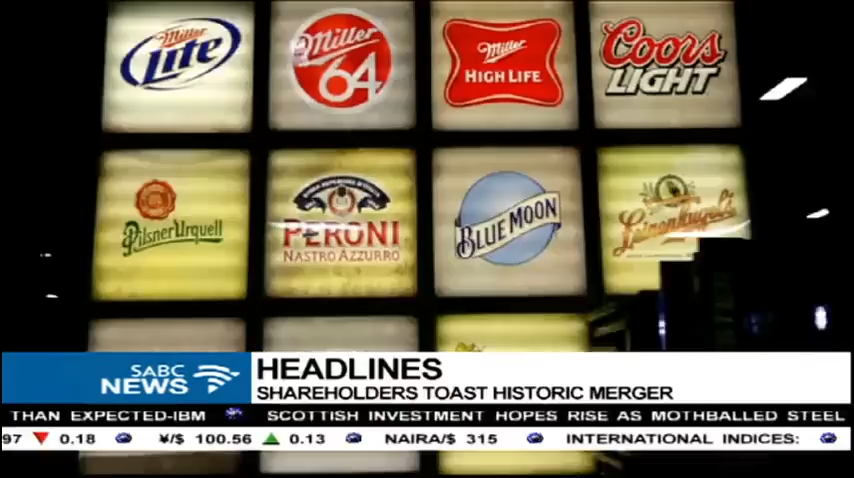 Miller
Lite
Miller
64
Miller
HIGH LIFE
Coors
LIGHT
Pilsner Urquell
PERONI
NASTRO AZZURRO
BLUE MOON
Leinenkugel's
SABC
NEWS
HEADLINES
SHAREHOLDERS TOAST HISTORIC MERGER
THAN EXPECTED-IBM SCOTTISH INVESTMENT HOPES RISE AS MOTHBALLED STEEL
97 0.18 ¥/$ 100.56 0.13 NAIRA/$ 315 INTERNATIONAL INDICES: